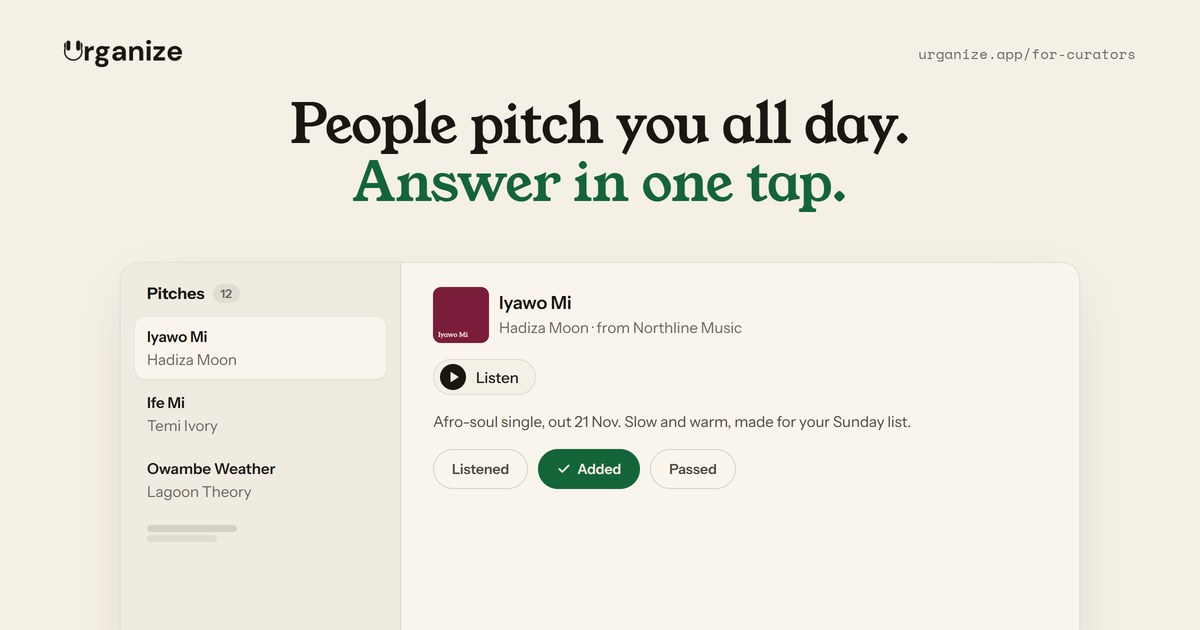 Urganize
urganize.app/for-curators
People pitch you all day.
Answer in one tap.
Pitches 12
Iyawo Mi
Hadiza Moon
Ife Mi
Temi Ivory
Owambe Weather
Lagoon Theory
Iyawo Mi
Iyawo Mi
Hadiza Moon · from Northline Music
Listen
Afro-soul single, out 21 Nov. Slow and warm, made for your Sunday list.
Listened
Added
Passed